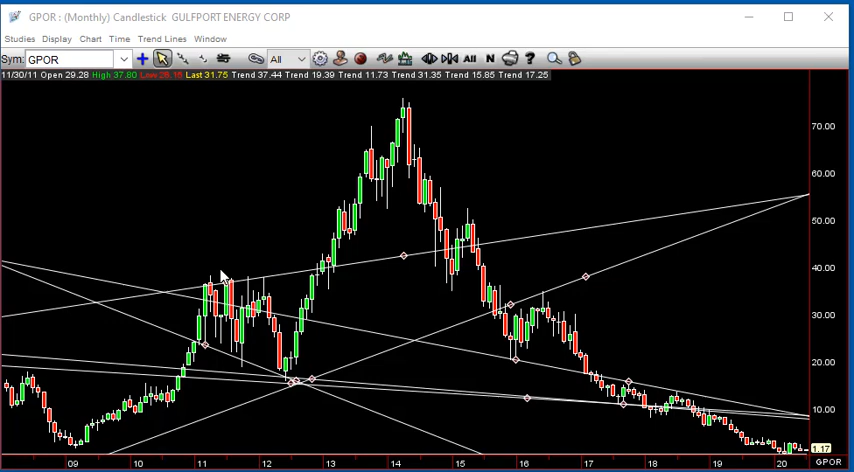 GPOR : (Monthly) Candlestick  GULFPORT ENERGY CORP
Studies Display Chart Time Trend Lines Window
Sym: GPOR All All N ?
11/30/11 Open 29.28 High 37.80 Low 28.15 Last 31.75 Trend 37.44 Trend 19.39 Trend 11.73 Trend 31.35 Trend 15.85 Trend 17.25
70.00
60.00
50.00
40.00
30.00
20.00
10.00
1.17
09 10 11 12 13 14 15 16 17 18 19 20 GPOR